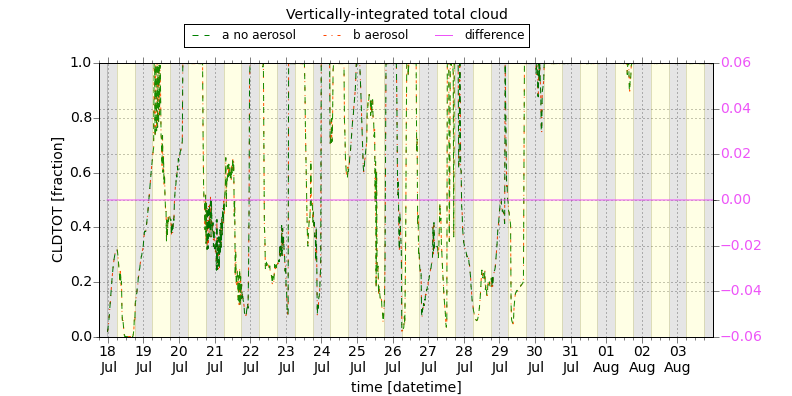 Vertically-integrated total cloud
a no aerosol b aerosol difference
CLDTOT [fraction]
1.0 0.8 0.6 0.4 0.2 0.0
0.06 0.04 0.02 0.00 −0.02 −0.04 −0.06
18 19 20 21 22 23 24 25 26 27 28 29 30 31 01 02 03
Jul Jul Jul Jul Jul Jul Jul Jul Jul Jul Jul Jul Jul Jul Aug Aug Aug
time [datetime]